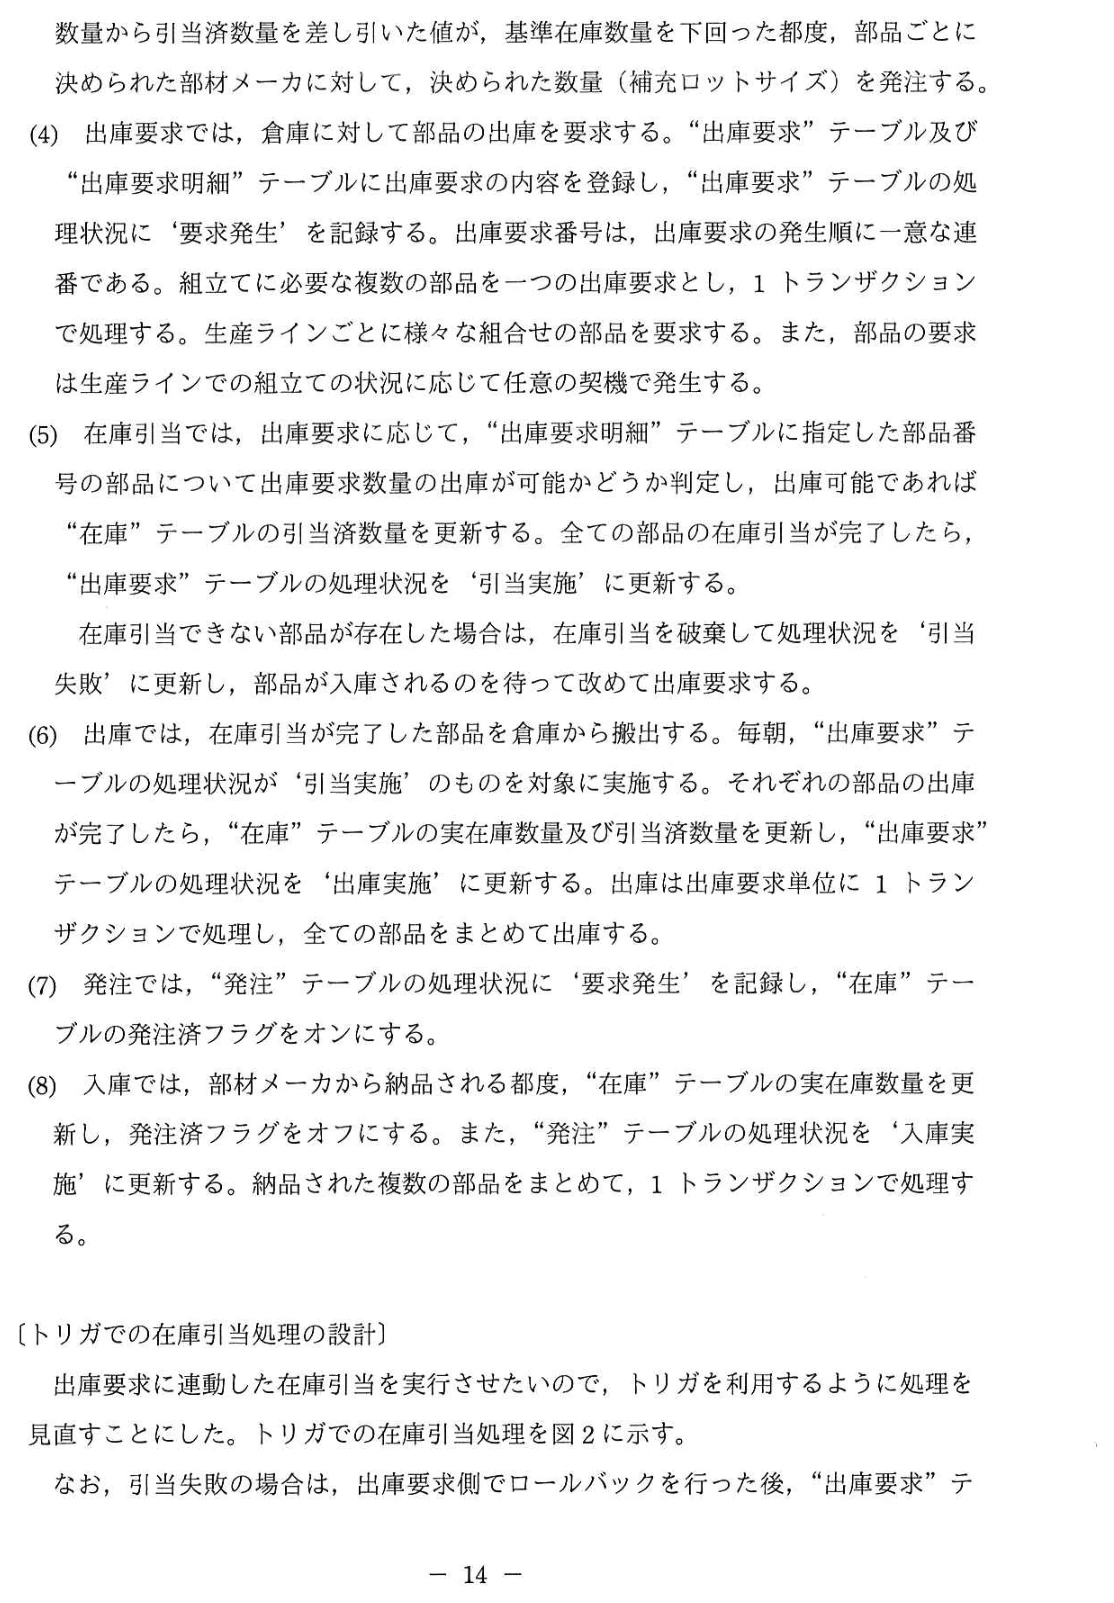 数量から引当済数量を差し引いた値が，基準在庫数量を下回った都度，部品ごとに
決められた部材メーカに対して，決められた数量（補充ロットサイズ）を発注する。
(4)　出庫要求では，倉庫に対して部品の出庫を要求する。“出庫要求”テーブル及び
“出庫要求明細”テーブルに出庫要求の内容を登録し，“出庫要求”テーブルの処
理状況に‘要求発生’を記録する。出庫要求番号は，出庫要求の発生順に一意な連
番である。組立てに必要な複数の部品を一つの出庫要求とし，1 トランザクション
で処理する。生産ラインごとに様々な組合せの部品を要求する。また，部品の要求
は生産ラインでの組立ての状況に応じて任意の契機で発生する。
(5)　在庫引当では，出庫要求に応じて，“出庫要求明細”テーブルに指定した部品番
号の部品について出庫要求数量の出庫が可能かどうか判定し，出庫可能であれば
“在庫”テーブルの引当済数量を更新する。全ての部品の在庫引当が完了したら，
“出庫要求”テーブルの処理状況を‘引当実施’に更新する。
在庫引当できない部品が存在した場合は，在庫引当を破棄して処理状況を‘引当
失敗’に更新し，部品が入庫されるのを待って改めて出庫要求する。
(6)　出庫では，在庫引当が完了した部品を倉庫から搬出する。毎朝，“出庫要求”テ
ーブルの処理状況が‘引当実施’のものを対象に実施する。それぞれの部品の出庫
が完了したら，“在庫”テーブルの実在庫数量及び引当済数量を更新し，“出庫要求”
テーブルの処理状況を‘出庫実施’に更新する。出庫は出庫要求単位に 1 トラン
ザクションで処理し，全ての部品をまとめて出庫する。
(7)　発注では，“発注”テーブルの処理状況に‘要求発生’を記録し，“在庫”テー
ブルの発注済フラグをオンにする。
(8)　入庫では，部材メーカから納品される都度，“在庫”テーブルの実在庫数量を更
新し，発注済フラグをオフにする。また，“発注”テーブルの処理状況を‘入庫実
施’に更新する。納品された複数の部品をまとめて，1 トランザクションで処理す
る。
〔トリガでの在庫引当処理の設計〕
出庫要求に連動した在庫引当を実行させたいので，トリガを利用するように処理を
見直すことにした。トリガでの在庫引当処理を図 2 に示す。
なお，引当失敗の場合は，出庫要求側でロールバックを行った後，“出庫要求”テ
－ 14 －